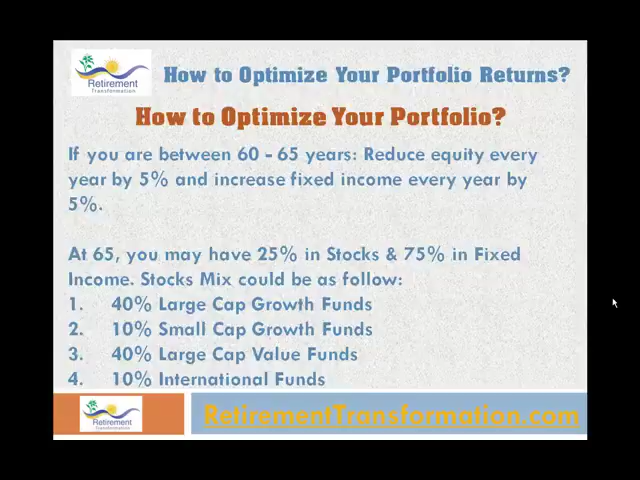 Retirement
Transformation
How to Optimize Your Portfolio Returns?
How to Optimize Your Portfolio?
If you are between 60 - 65 years: Reduce equity every
year by 5% and increase fixed income every year by
5%.
At 65, you may have 25% in Stocks & 75% in Fixed
Income. Stocks Mix could be as follow:
1. 40% Large Cap Growth Funds
2. 10% Small Cap Growth Funds
3. 40% Large Cap Value Funds
4. 10% International Funds
Retirement
Transformation
RetirementTransformation.com